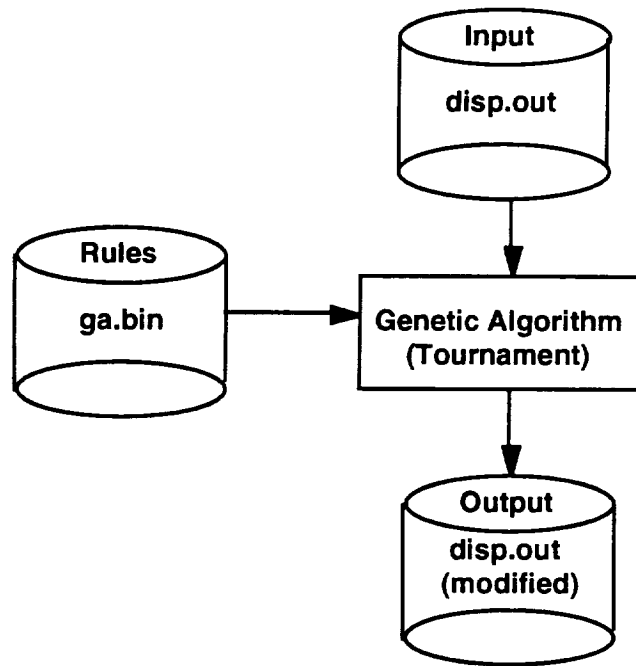 Input
disp.out
Rules
ga.bin
Genetic Algorithm
(Tournament)
Output
disp.out
(modified)